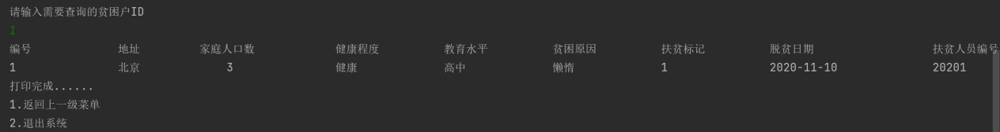 请输入需要查询的贫困户ID
1
编号 地址 家庭人口数 健康程度 教育水平 贫困原因 扶贫标记 脱贫日期 扶贫人员编号
1 北京 3 健康 高中 懒惰 1 2020-11-10 20201
打印完成......
1.返回上一级菜单
2.退出系统